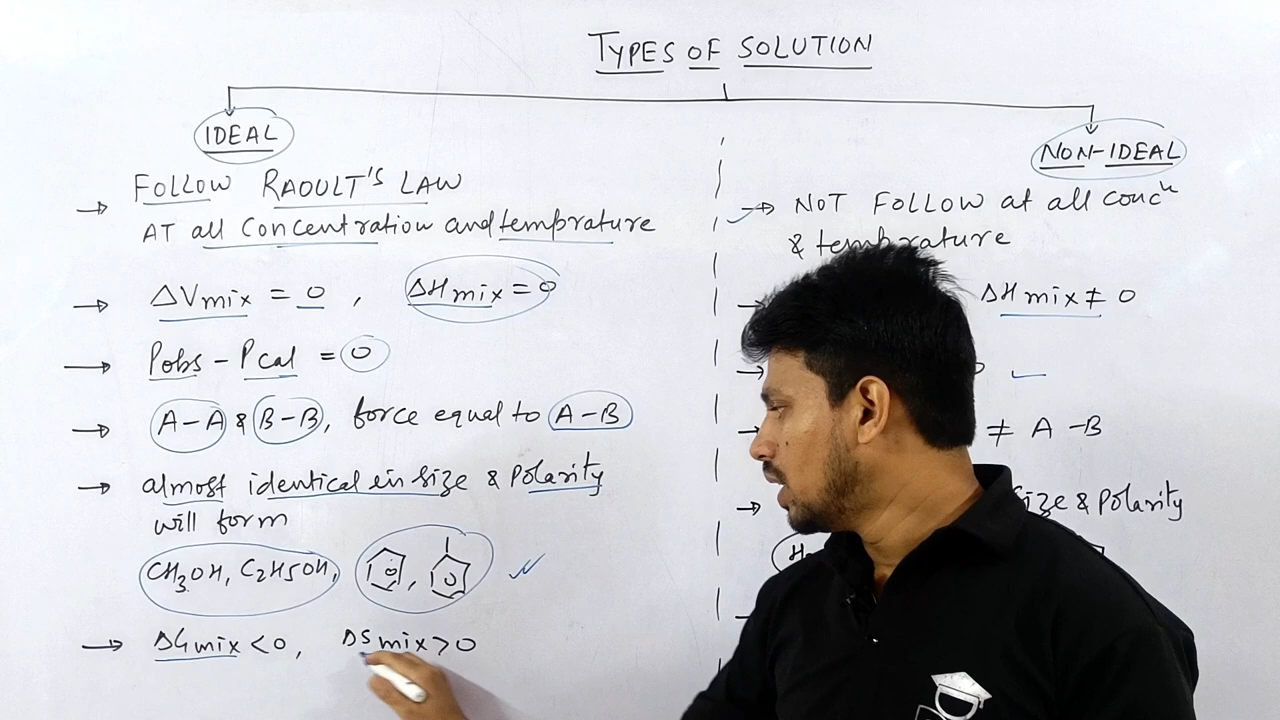 TYPES OF SOLUTION
IDEAL
→ FOLLOW RAOULT'S LAW
AT all concentration and temprature
→ ΔVmix = 0 , ΔHmix = 0
→ Pobs - Pcal = 0
→ A-A & B-B, force equal to A-B
→ almost identical in size & Polarity
will form
CH3OH, C2H5OH,
→ ΔGmix < 0, ΔSmix > 0
NON-IDEAL
→ NOT FOLLOW at all concn
& temprature
ΔHmix ≠ 0
≠ A-B
size & Polarity